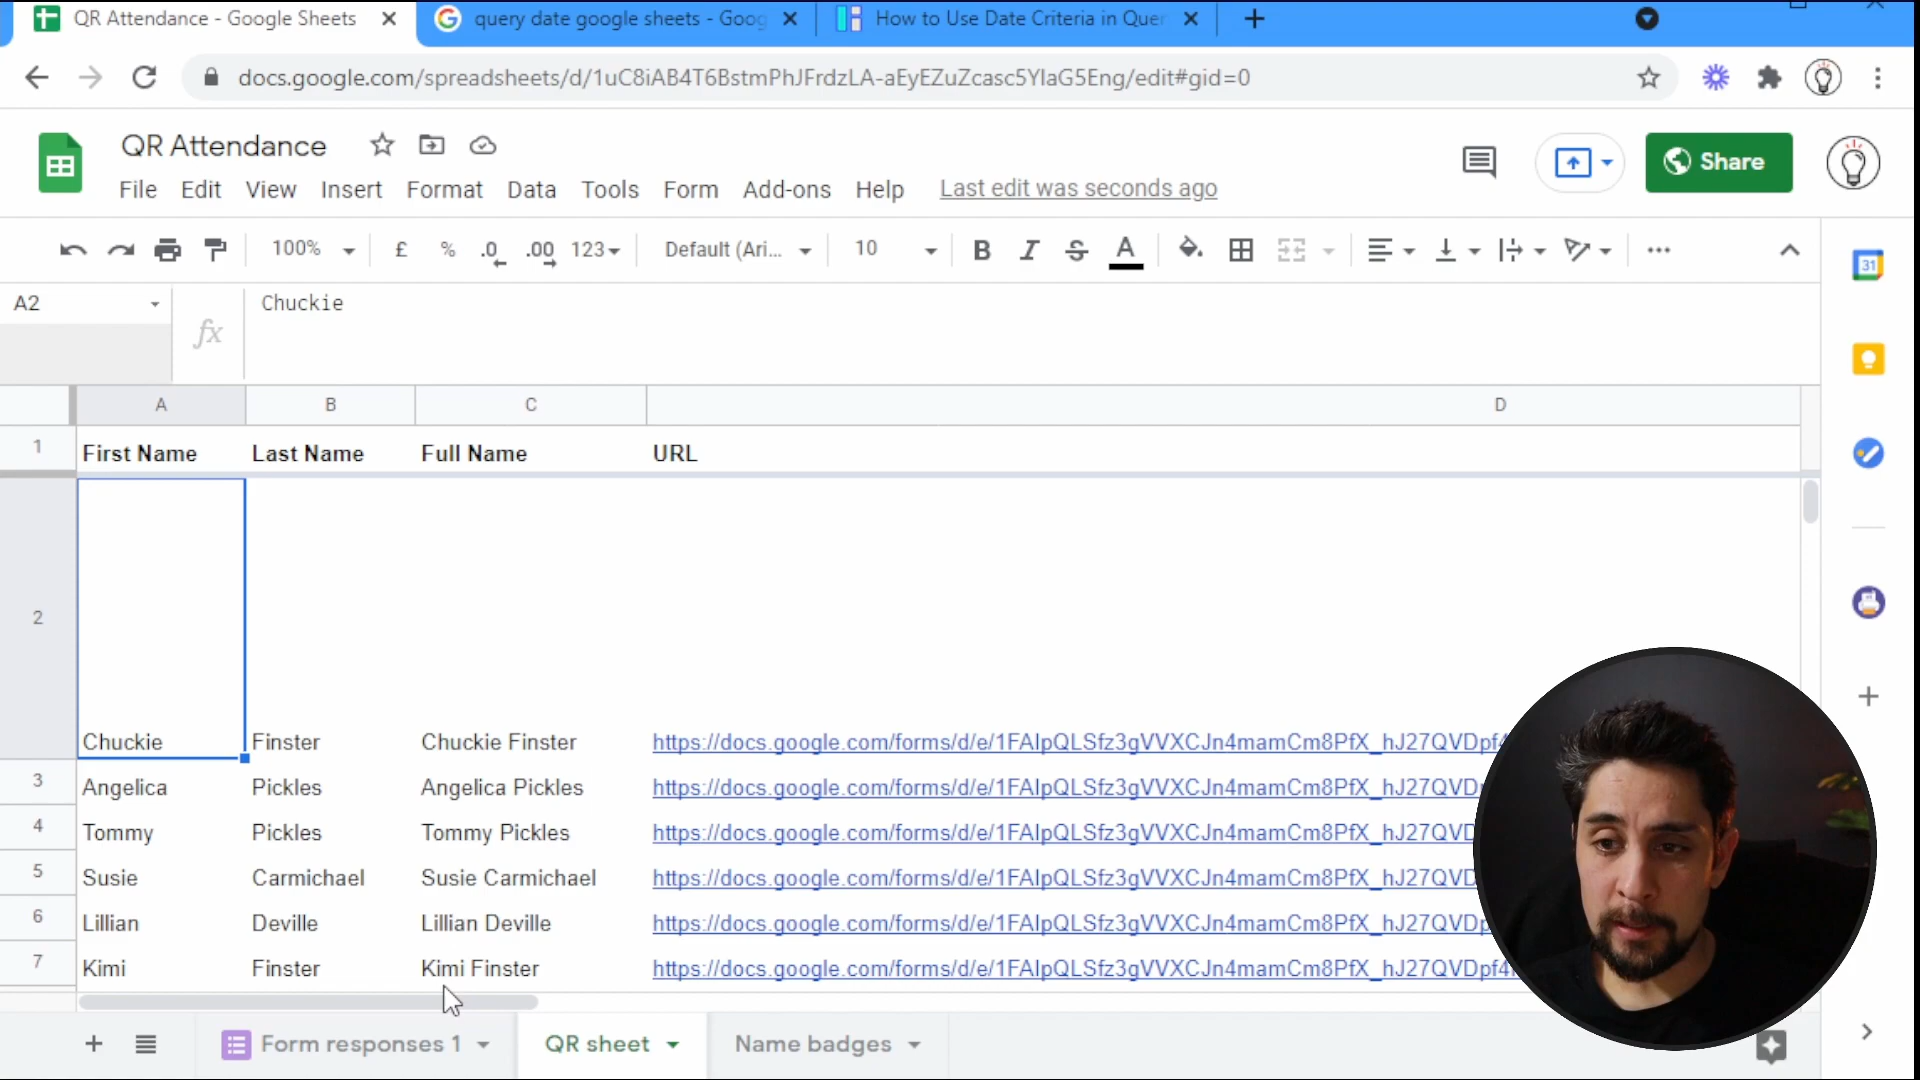 QR Attendance - Google Sheets
query date google sheets - Goog
How to Use Date Criteria in Quer
docs.google.com/spreadsheets/d/1uC8iAB4T6BstmPhJFrdzLA-aEyEZuZcasc5YlaG5Eng/edit#gid=0
QR Attendance
File Edit View Insert Format Data Tools Form Add-ons Help Last edit was seconds ago
Share
100% £ % .0 .00 123 Default (Ari... 10 B I S A
31
A2
fx Chuckie
A B C D
1 First Name Last Name Full Name URL
2 Chuckie Finster Chuckie Finster https://docs.google.com/forms/d/e/1FAIpQLSfz3gVVXCJn4mamCm8PfX_hJ27QVDpf4
3 Angelica Pickles Angelica Pickles https://docs.google.com/forms/d/e/1FAIpQLSfz3gVVXCJn4mamCm8PfX_hJ27QVD
4 Tommy Pickles Tommy Pickles https://docs.google.com/forms/d/e/1FAIpQLSfz3gVVXCJn4mamCm8PfX_hJ27QVD
5 Susie Carmichael Susie Carmichael https://docs.google.com/forms/d/e/1FAIpQLSfz3gVVXCJn4mamCm8PfX_hJ27QVD
6 Lillian Deville Lillian Deville https://docs.google.com/forms/d/e/1FAIpQLSfz3gVVXCJn4mamCm8PfX_hJ27QVDp
7 Kimi Finster Kimi Finster https://docs.google.com/forms/d/e/1FAIpQLSfz3gVVXCJn4mamCm8PfX_hJ27QVDpf4
Form responses 1 QR sheet Name badges